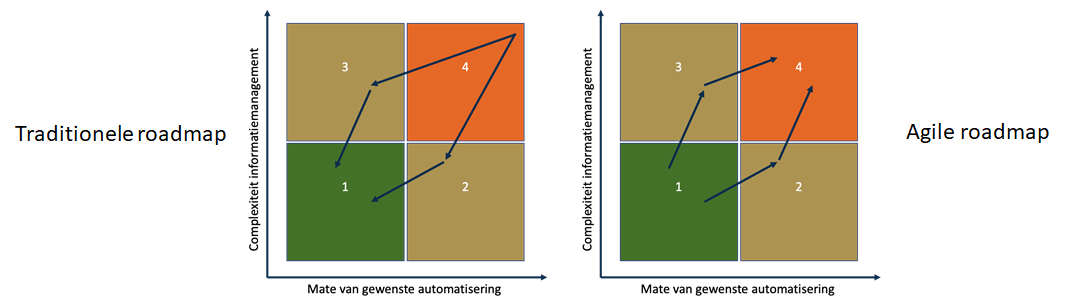 Traditionele roadmap
Complexiteit informatiemanagement
3
4
1
2
Mate van gewenste automatisering
Complexiteit informatiemanagement
3
4
1
2
Mate van gewenste automatisering
Agile roadmap